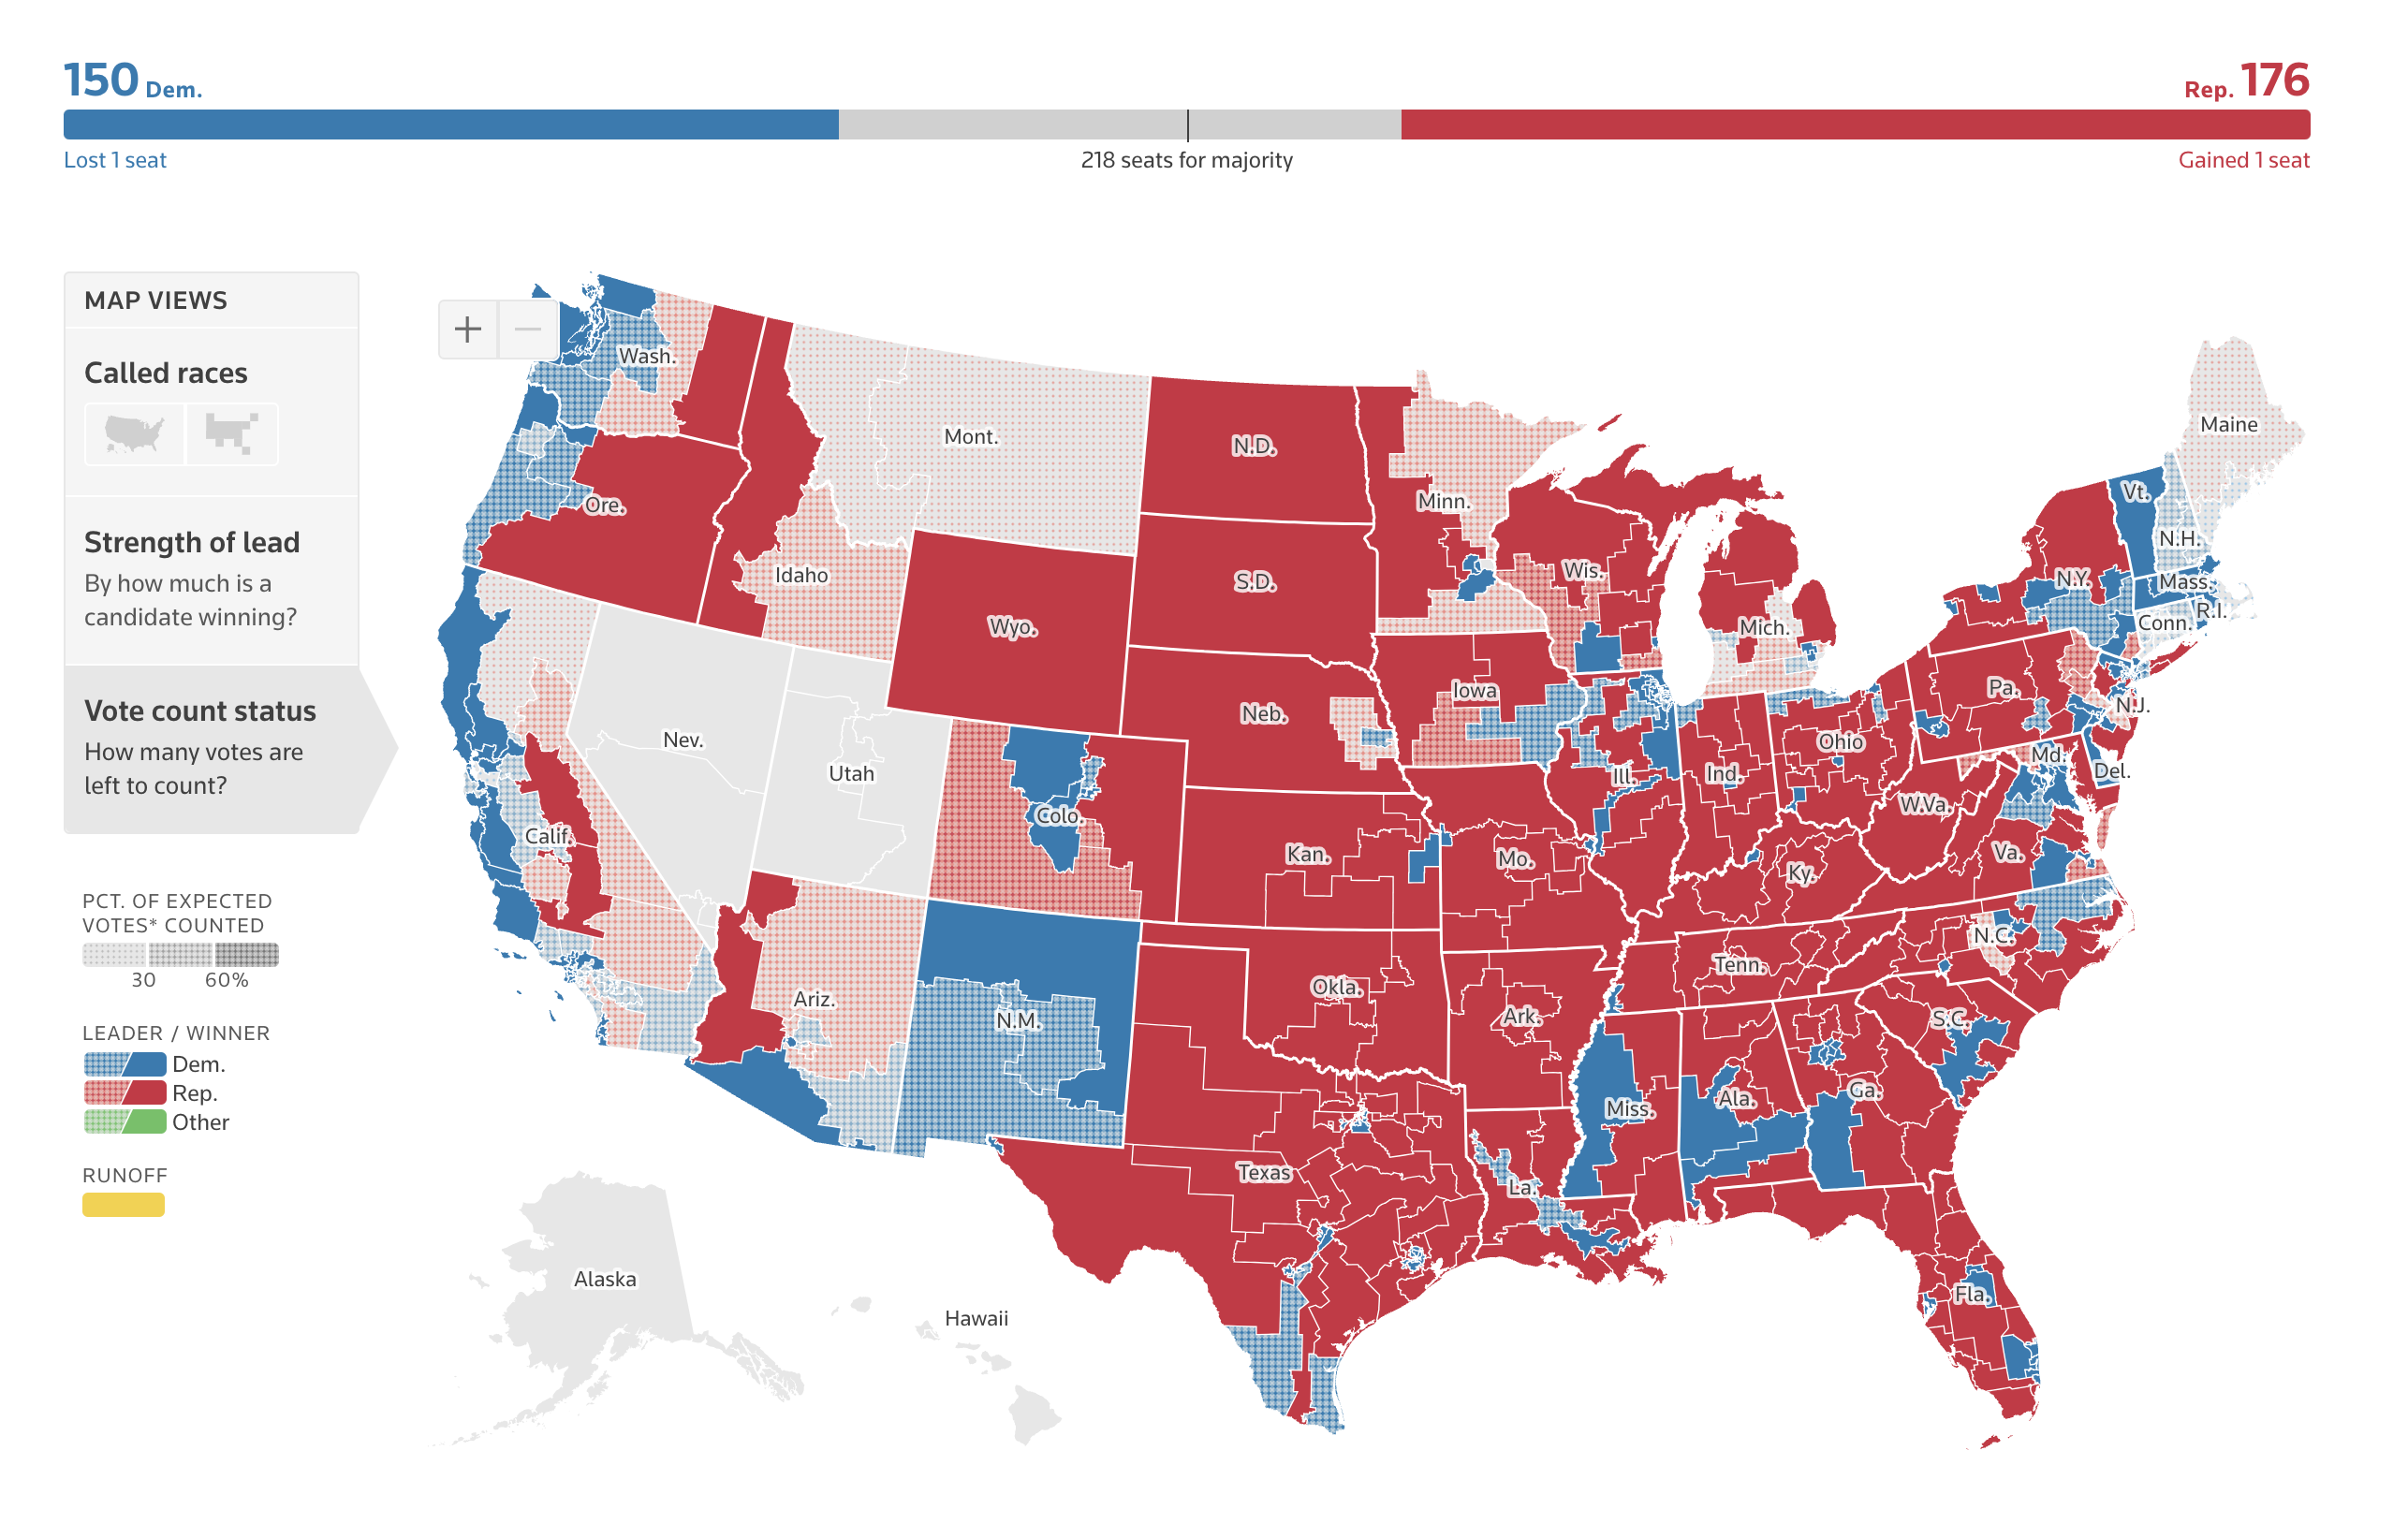 150 Dem.
Rep. 176
Lost 1 seat
218 seats for majority
Gained 1 seat
MAP VIEWS
Called races
Strength of lead
By how much is a
candidate winning?
Vote count status
How many votes are
left to count?
PCT. OF EXPECTED
VOTES* COUNTED
30 60%
LEADER / WINNER
Dem.
Rep.
Other
RUNOFF
+ −
Wash.
Ore.
Calif.
Idaho
Nev.
Mont.
Wyo.
Utah
Ariz.
Colo.
N.M.
N.D.
S.D.
Neb.
Kan.
Okla.
Texas
Minn.
Iowa
Mo.
Ark.
La.
Wis.
Ill.
Mich.
Ind.
Ohio
Ky.
Tenn.
Miss.
Ala.
Ga.
Fla.
S.C.
N.C.
Va.
W.Va.
Md.
Del.
Pa.
N.J.
N.Y.
Conn.
R.I.
Mass.
Vt.
N.H.
Maine
Alaska
Hawaii